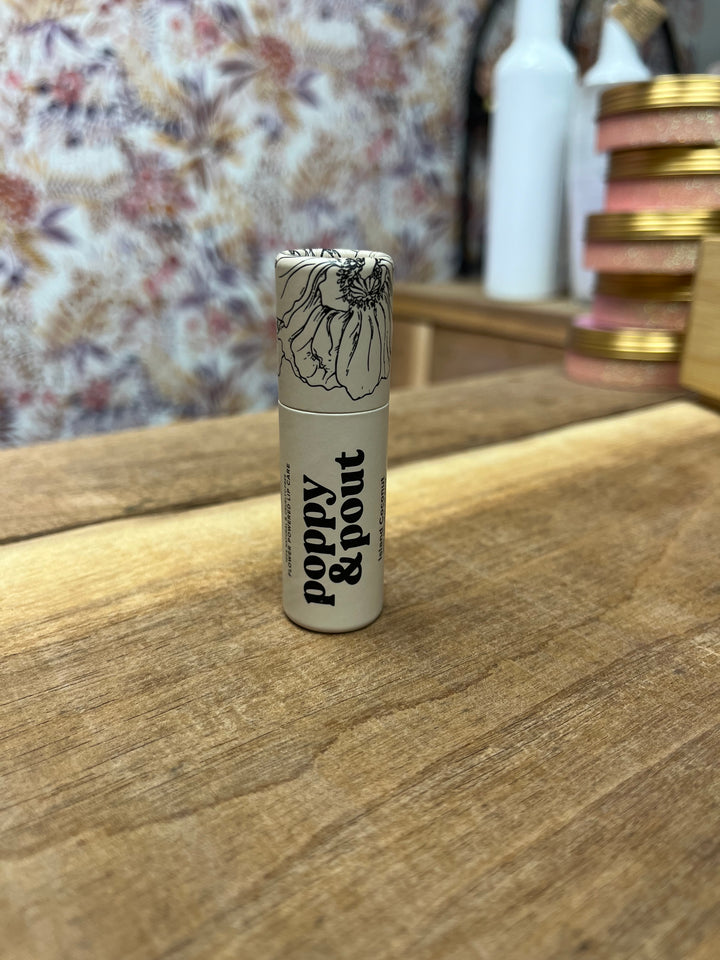 FLOWER POWERED LIP CARE
poppy
&pout
Island Coconut